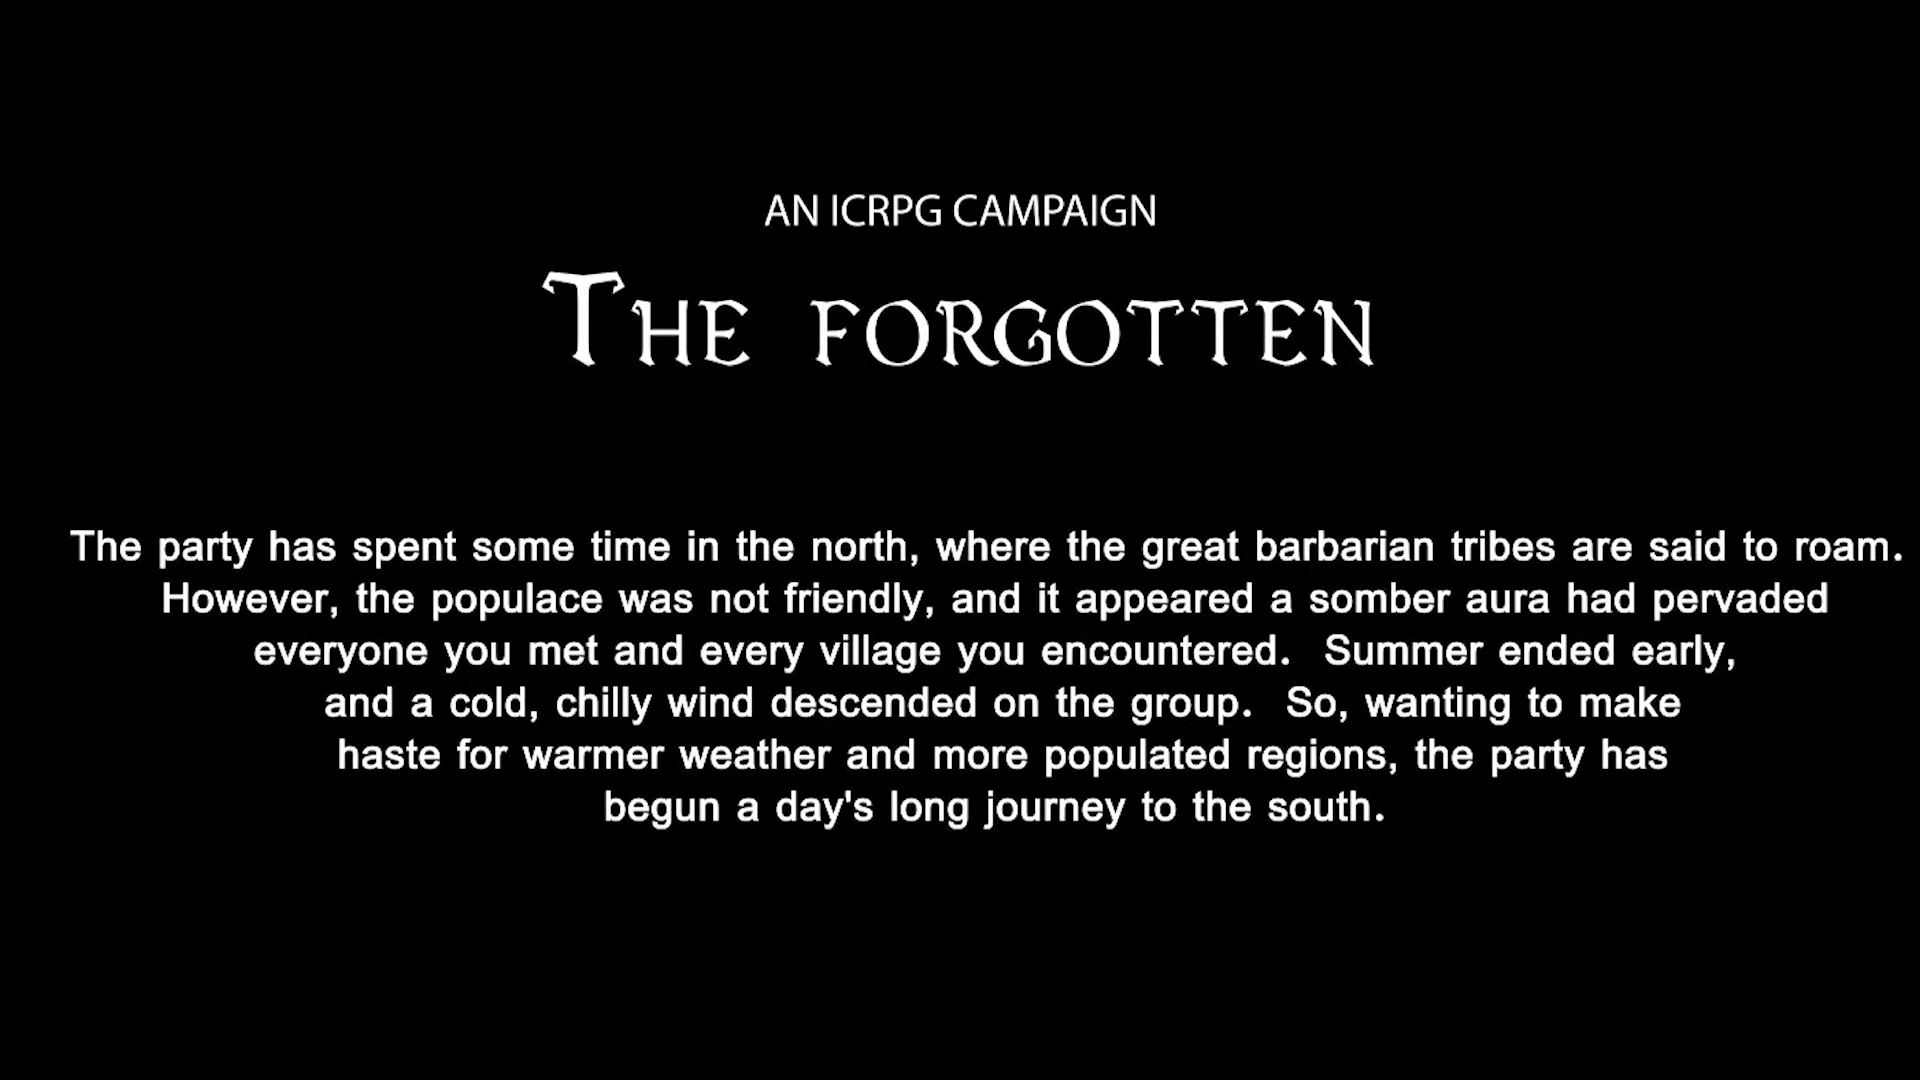 AN ICRPG CAMPAIGN
The forgotten
The party has spent some time in the north, where the great barbarian tribes are said to roam.
However, the populace was not friendly, and it appeared a somber aura had pervaded
everyone you met and every village you encountered.  Summer ended early,
and a cold, chilly wind descended on the group.  So, wanting to make
haste for warmer weather and more populated regions, the party has
begun a day's long journey to the south.